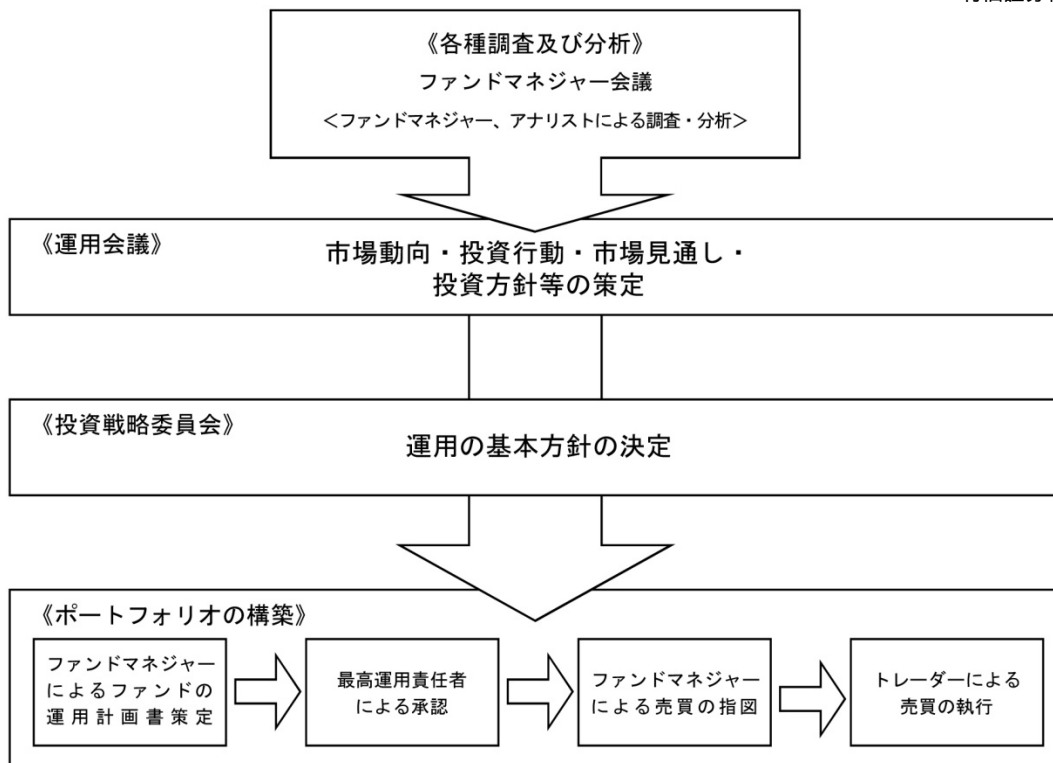 《各種調査及び分析》
ファンドマネジャー会議
<ファンドマネジャー、アナリストによる調査・分析>
《運用会議》
市場動向・投資行動・市場見通し・
投資方針等の策定
《投資戦略委員会》
運用の基本方針の決定
《ポートフォリオの構築》
ファンドマネジャー
によるファンドの
運用計画書策定
最高運用責任者
による承認
ファンドマネジャー
による売買の指図
トレーダーによる
売買の執行